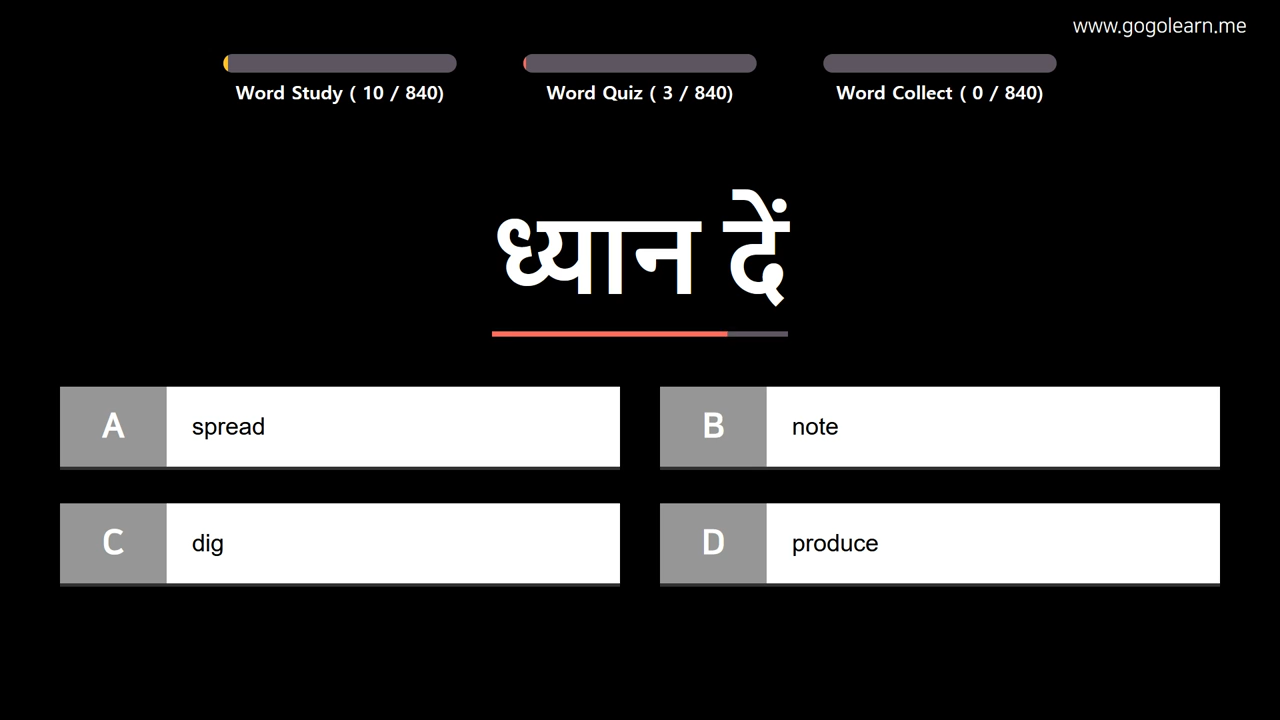 www.gogolearn.me
Word Study ( 10 / 840)
Word Quiz ( 3 / 840)
Word Collect ( 0 / 840)
ध्यान दें
A
spread
B
note
C
dig
D
produce